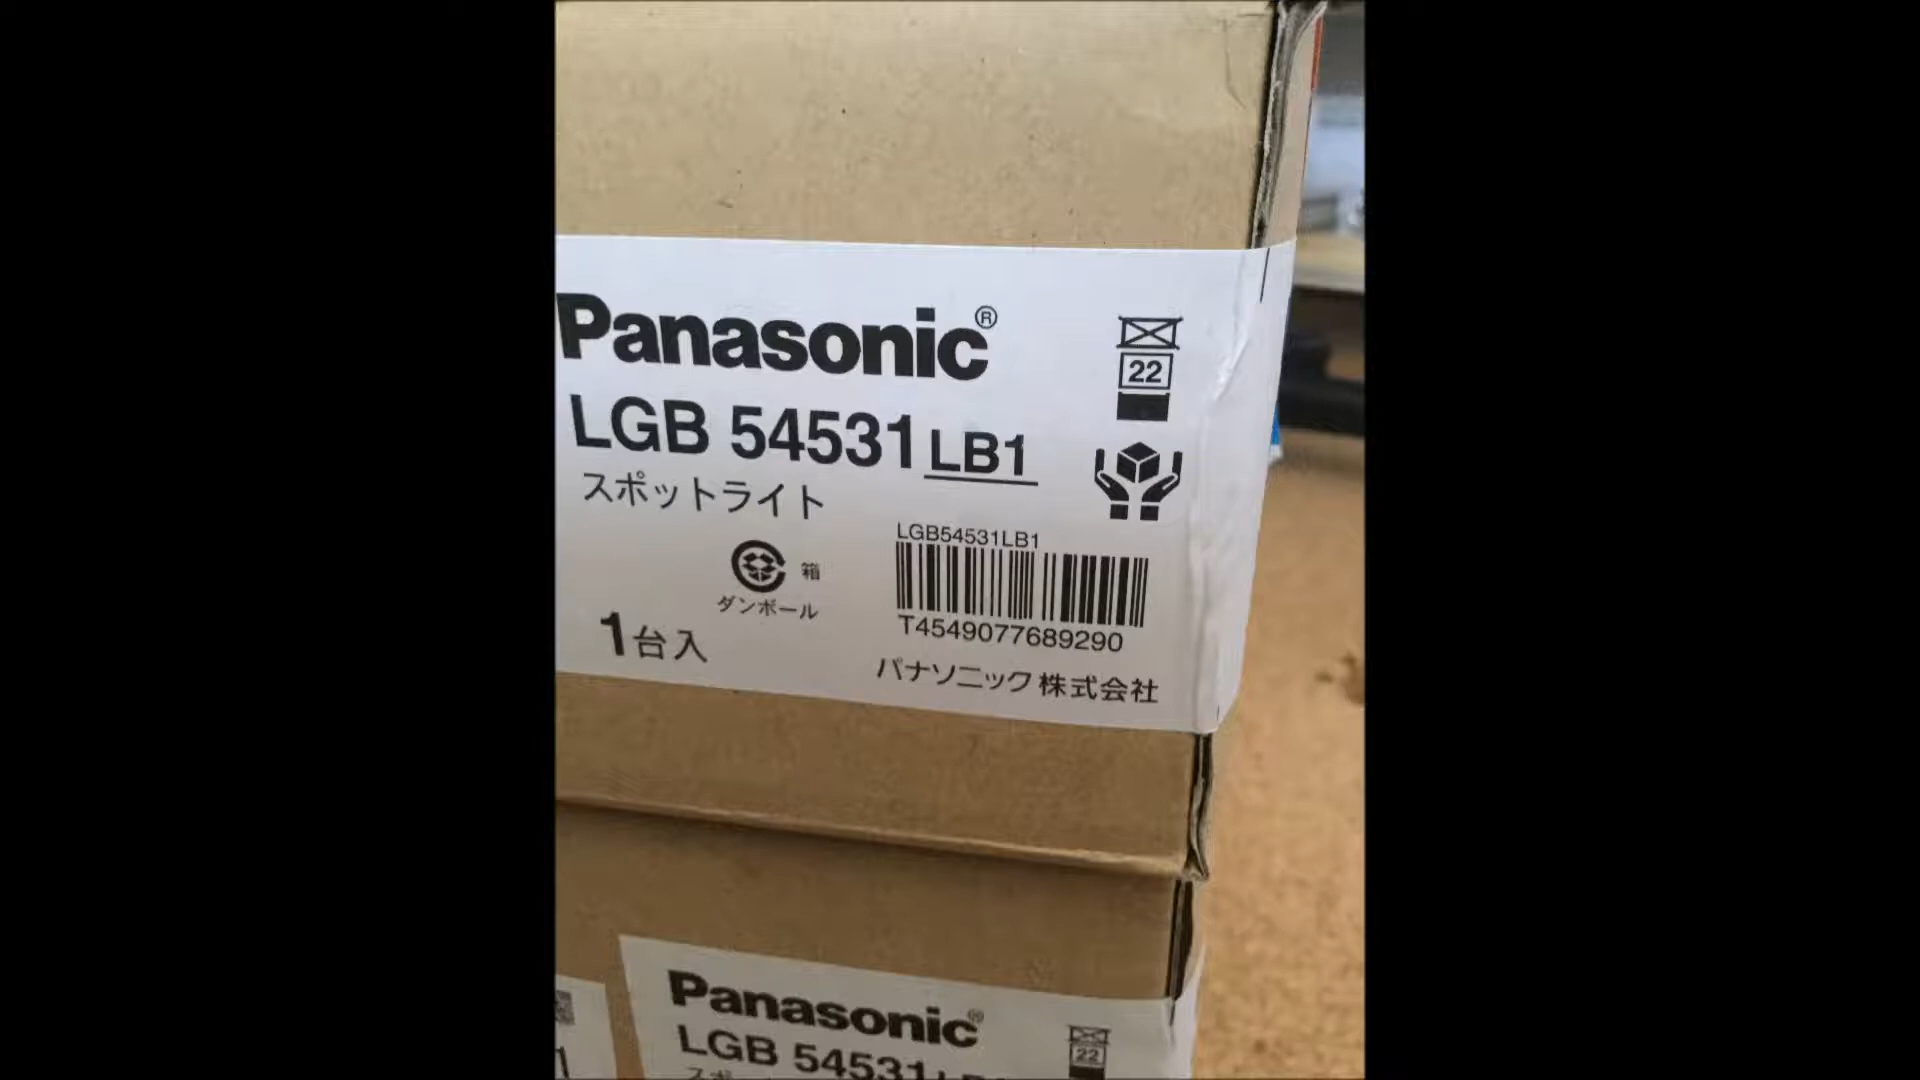 Panasonic®
LGB 54531 LB1
スポットライト
22
LGB54531LB1
箱
ダンボール
T4549077689290
1台入
パナソニック株式会社
Panasonic®
LGB 54531
22